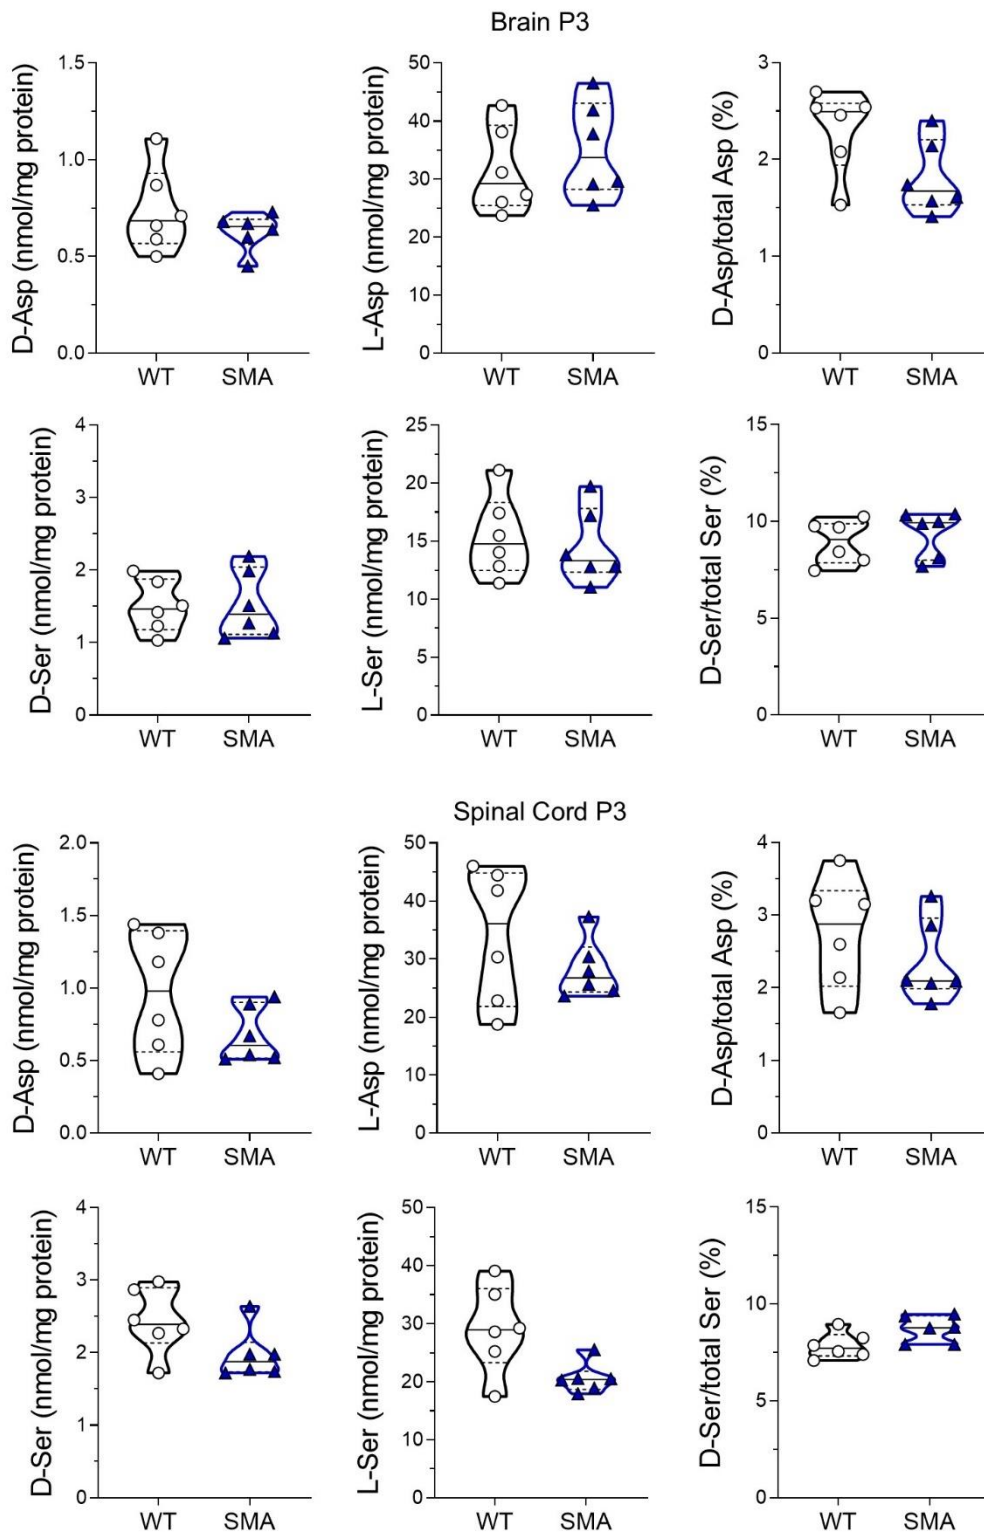 Brain P3
D-Asp (nmol/mg protein)
1.5
1.0
0.5
0.0
WT SMA
L-Asp (nmol/mg protein)
50
40
30
20
10
0
WT SMA
D-Asp/total Asp (%)
3
2
1
0
WT SMA
D-Ser (nmol/mg protein)
4
3
2
1
0
WT SMA
L-Ser (nmol/mg protein)
25
20
15
10
5
0
WT SMA
D-Ser/total Ser (%)
15
10
5
0
WT SMA
Spinal Cord P3
D-Asp (nmol/mg protein)
2.0
1.5
1.0
0.5
0.0
WT SMA
L-Asp (nmol/mg protein)
50
40
30
20
10
0
WT SMA
D-Asp/total Asp (%)
4
3
2
1
0
WT SMA
D-Ser (nmol/mg protein)
4
3
2
1
0
WT SMA
L-Ser (nmol/mg protein)
50
40
30
20
10
0
WT SMA
D-Ser/total Ser (%)
15
10
5
0
WT SMA